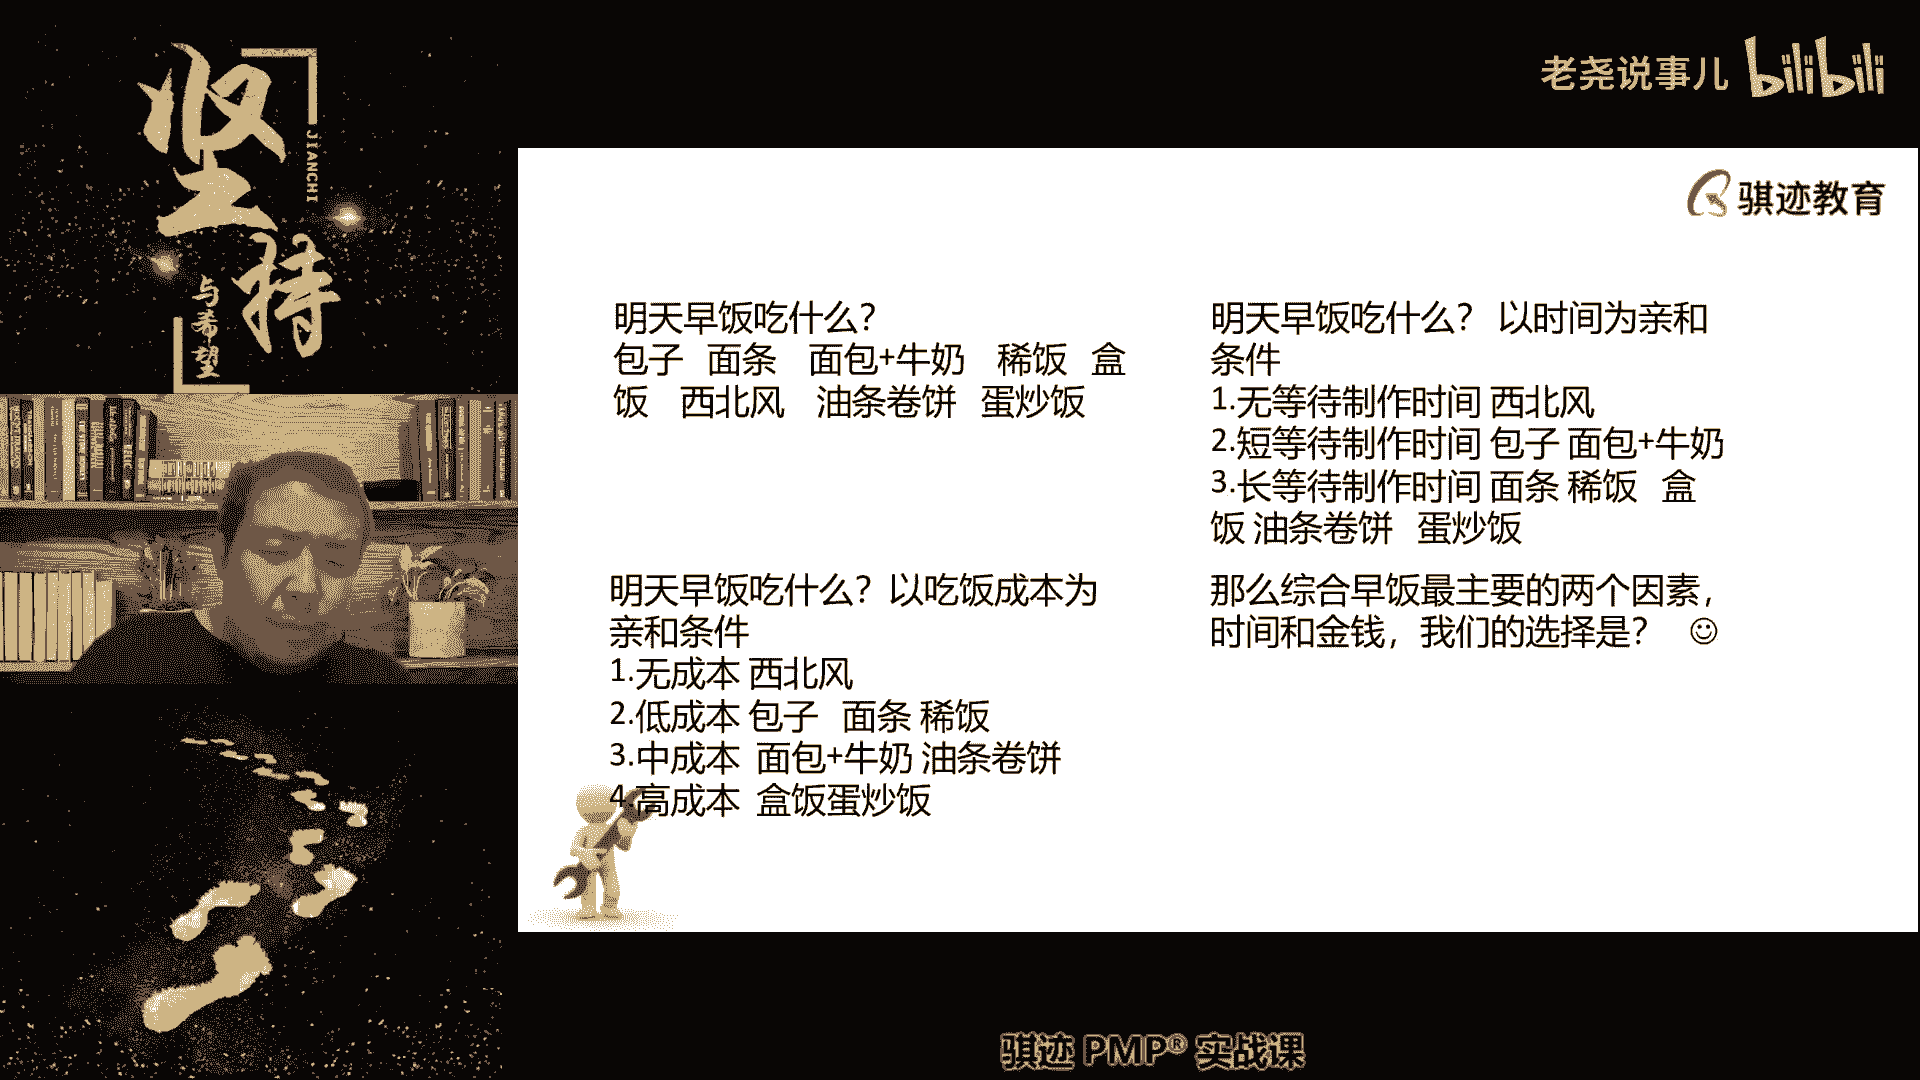 坚持
JIANCHI
与希望
老尧说事儿 bilibili
骐迹教育
明天早饭吃什么?
包子 面条 面包+牛奶 稀饭 盒
饭 西北风 油条卷饼 蛋炒饭
明天早饭吃什么? 以时间为亲和
条件
1.无等待制作时间 西北风
2.短等待制作时间 包子 面包+牛奶
3.长等待制作时间 面条 稀饭 盒
饭 油条卷饼 蛋炒饭
明天早饭吃什么? 以吃饭成本为
亲和条件
1.无成本 西北风
2.低成本 包子 面条 稀饭
3.中成本 面包+牛奶 油条卷饼
4.高成本 盒饭蛋炒饭
那么综合早饭最主要的两个因素,
时间和金钱,我们的选择是? ☺
骐迹 PMP® 实战课